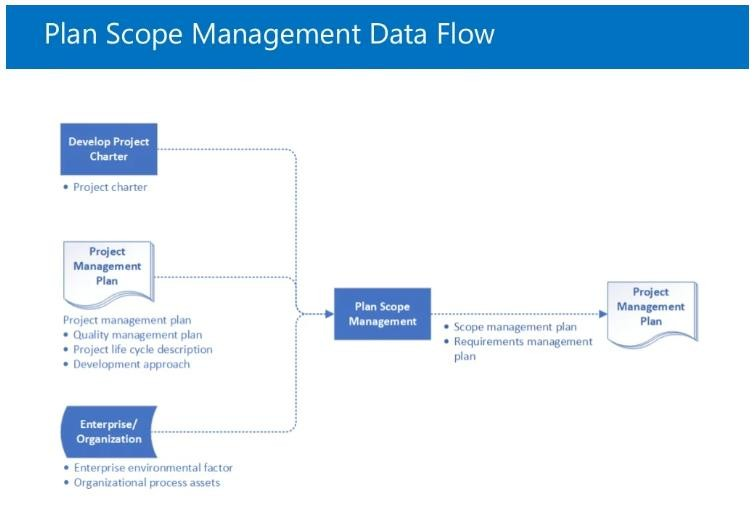 Plan Scope Management Data Flow
Develop Project
Charter
• Project charter
Project
Management
Plan
Project management plan
• Quality management plan
• Project life cycle description
• Development approach
Enterprise/
Organization
• Enterprise environmental factor
• Organizational process assets
Plan Scope
Management
• Scope management plan
• Requirements management
plan
Project
Management
Plan